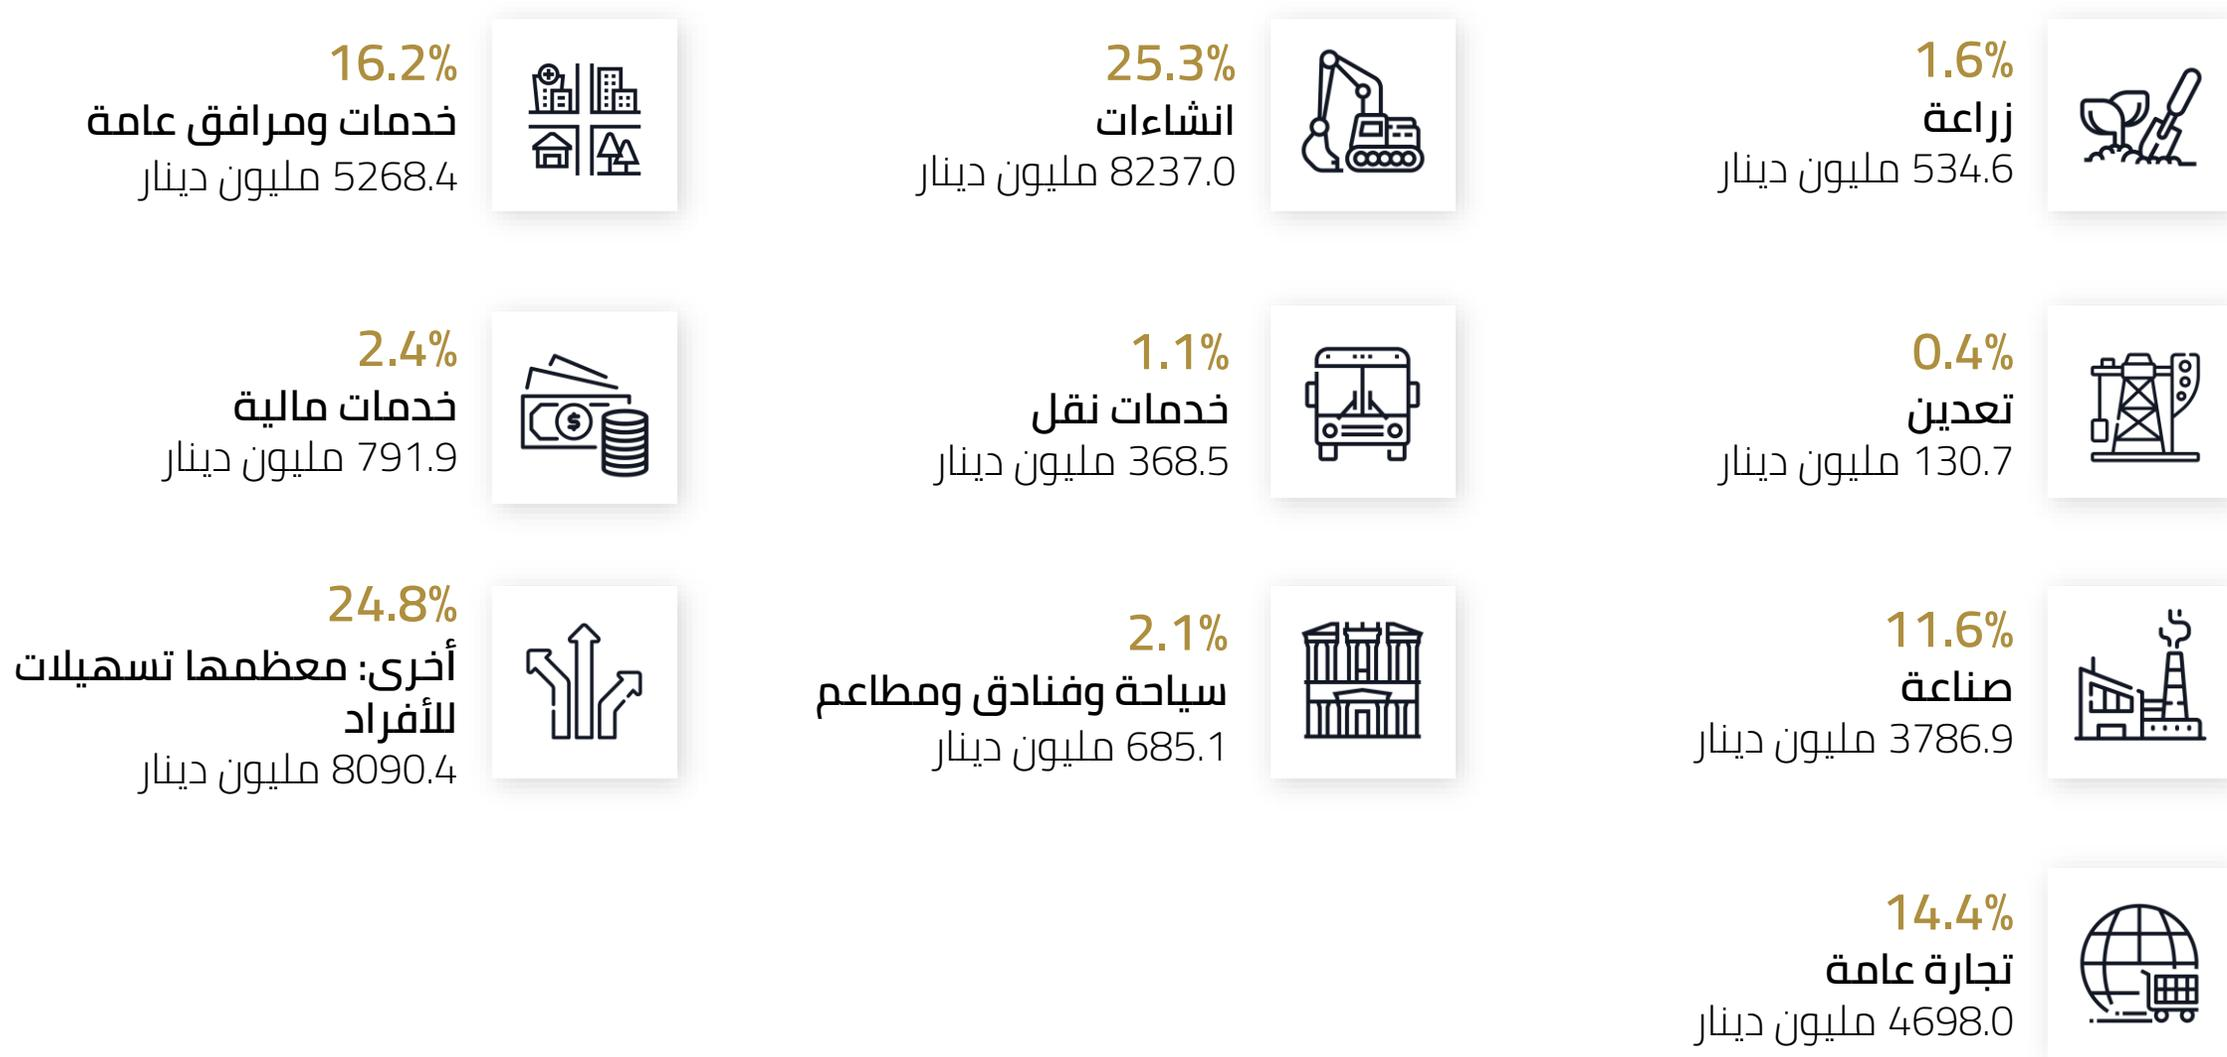 1.6%
زراعة
534.6 مليون دينار
25.3%
انشاءات
8237.0 مليون دينار
16.2%
خدمات ومرافق عامة
5268.4 مليون دينار
0.4%
تعدين
130.7 مليون دينار
1.1%
خدمات نقل
368.5 مليون دينار
2.4%
خدمات مالية
791.9 مليون دينار
11.6%
صناعة
3786.9 مليون دينار
2.1%
سياحة وفنادق ومطاعم
685.1 مليون دينار
24.8%
أخرى: معظمها تسهيلات
للأفراد
8090.4 مليون دينار
14.4%
تجارة عامة
4698.0 مليون دينار